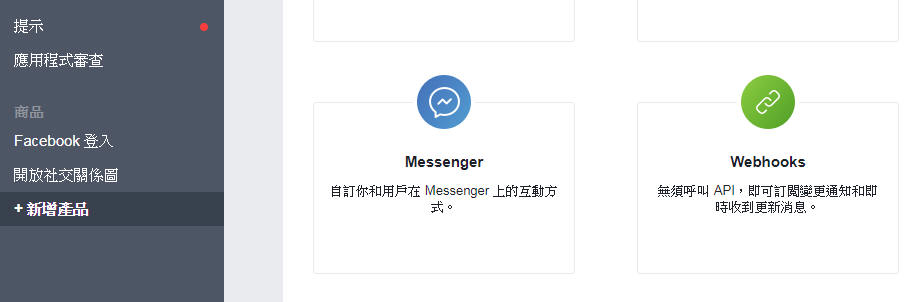 提示
應用程式審查
商品
Facebook 登入
開放社交關係圖
+ 新增產品
Messenger
自訂你和用戶在 Messenger 上的互動方
式。
Webhooks
無須呼叫 API，即可訂閱變更通知和即
時收到更新消息。